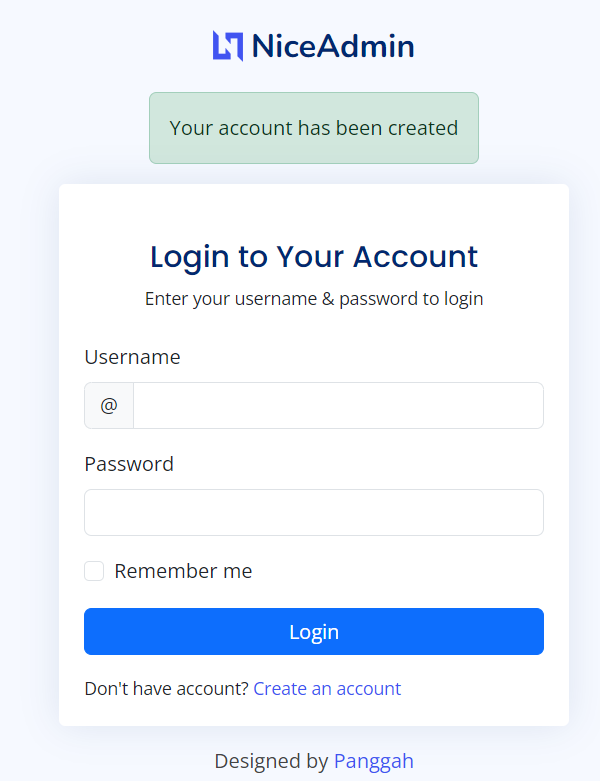 NiceAdmin
Your account has been created
Login to Your Account
Enter your username & password to login
Username
@
Password
Remember me
Login
Don't have account? Create an account
Designed by Panggah